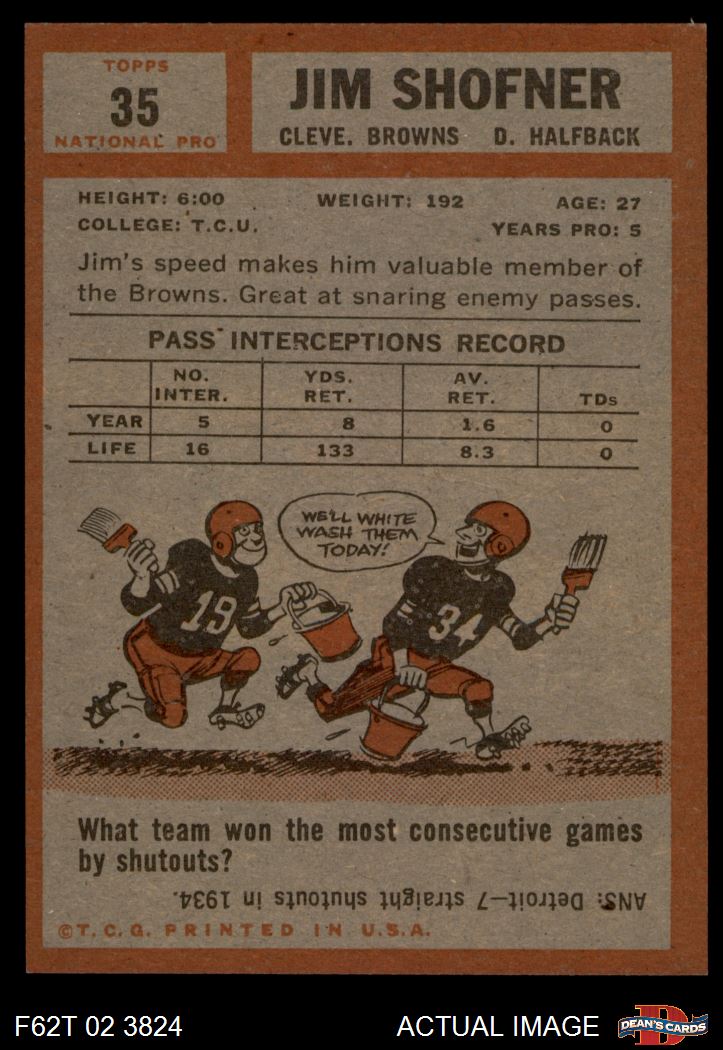 TOPPS
35
NATIONAL PRO
JIM SHOFNER
CLEVE. BROWNS D. HALFBACK
HEIGHT: 6:00 WEIGHT: 192 AGE: 27
COLLEGE: T.C.U. YEARS PRO: 5
Jim's speed makes him valuable member of
the Browns. Great at snaring enemy passes.
PASS INTERCEPTIONS RECORD
NO. INTER. YDS. RET. AV. RET. TDs
YEAR 5 8 1.6 0
LIFE 16 133 8.3 0
WE'LL WHITE
WASH THEM
TODAY!
19
34
What team won the most consecutive games
by shutouts?
ANS: Detroit—7 straight shutouts in 1934.
©T.C.G. PRINTED IN U.S.A.
F62T 02 3824 ACTUAL IMAGE
D
DEAN'S CARDS